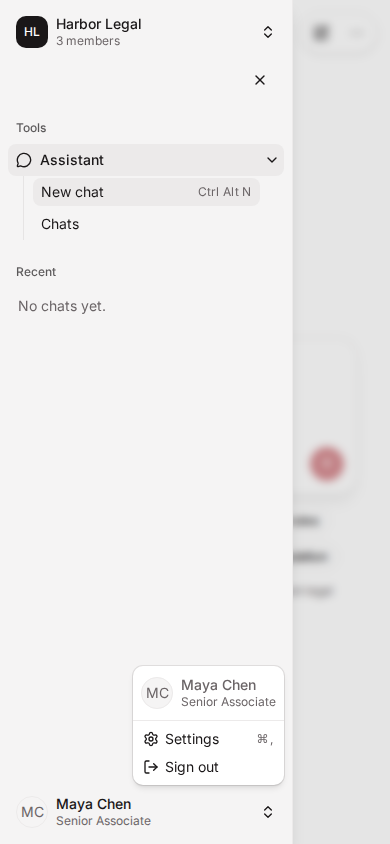 HL
Harbor Legal
3 members
Tools
Assistant
New chat Ctrl Alt N
Chats
Recent
No chats yet.
MC
Maya Chen
Senior Associate
Settings ⌘,
Sign out
MC
Maya Chen
Senior Associate